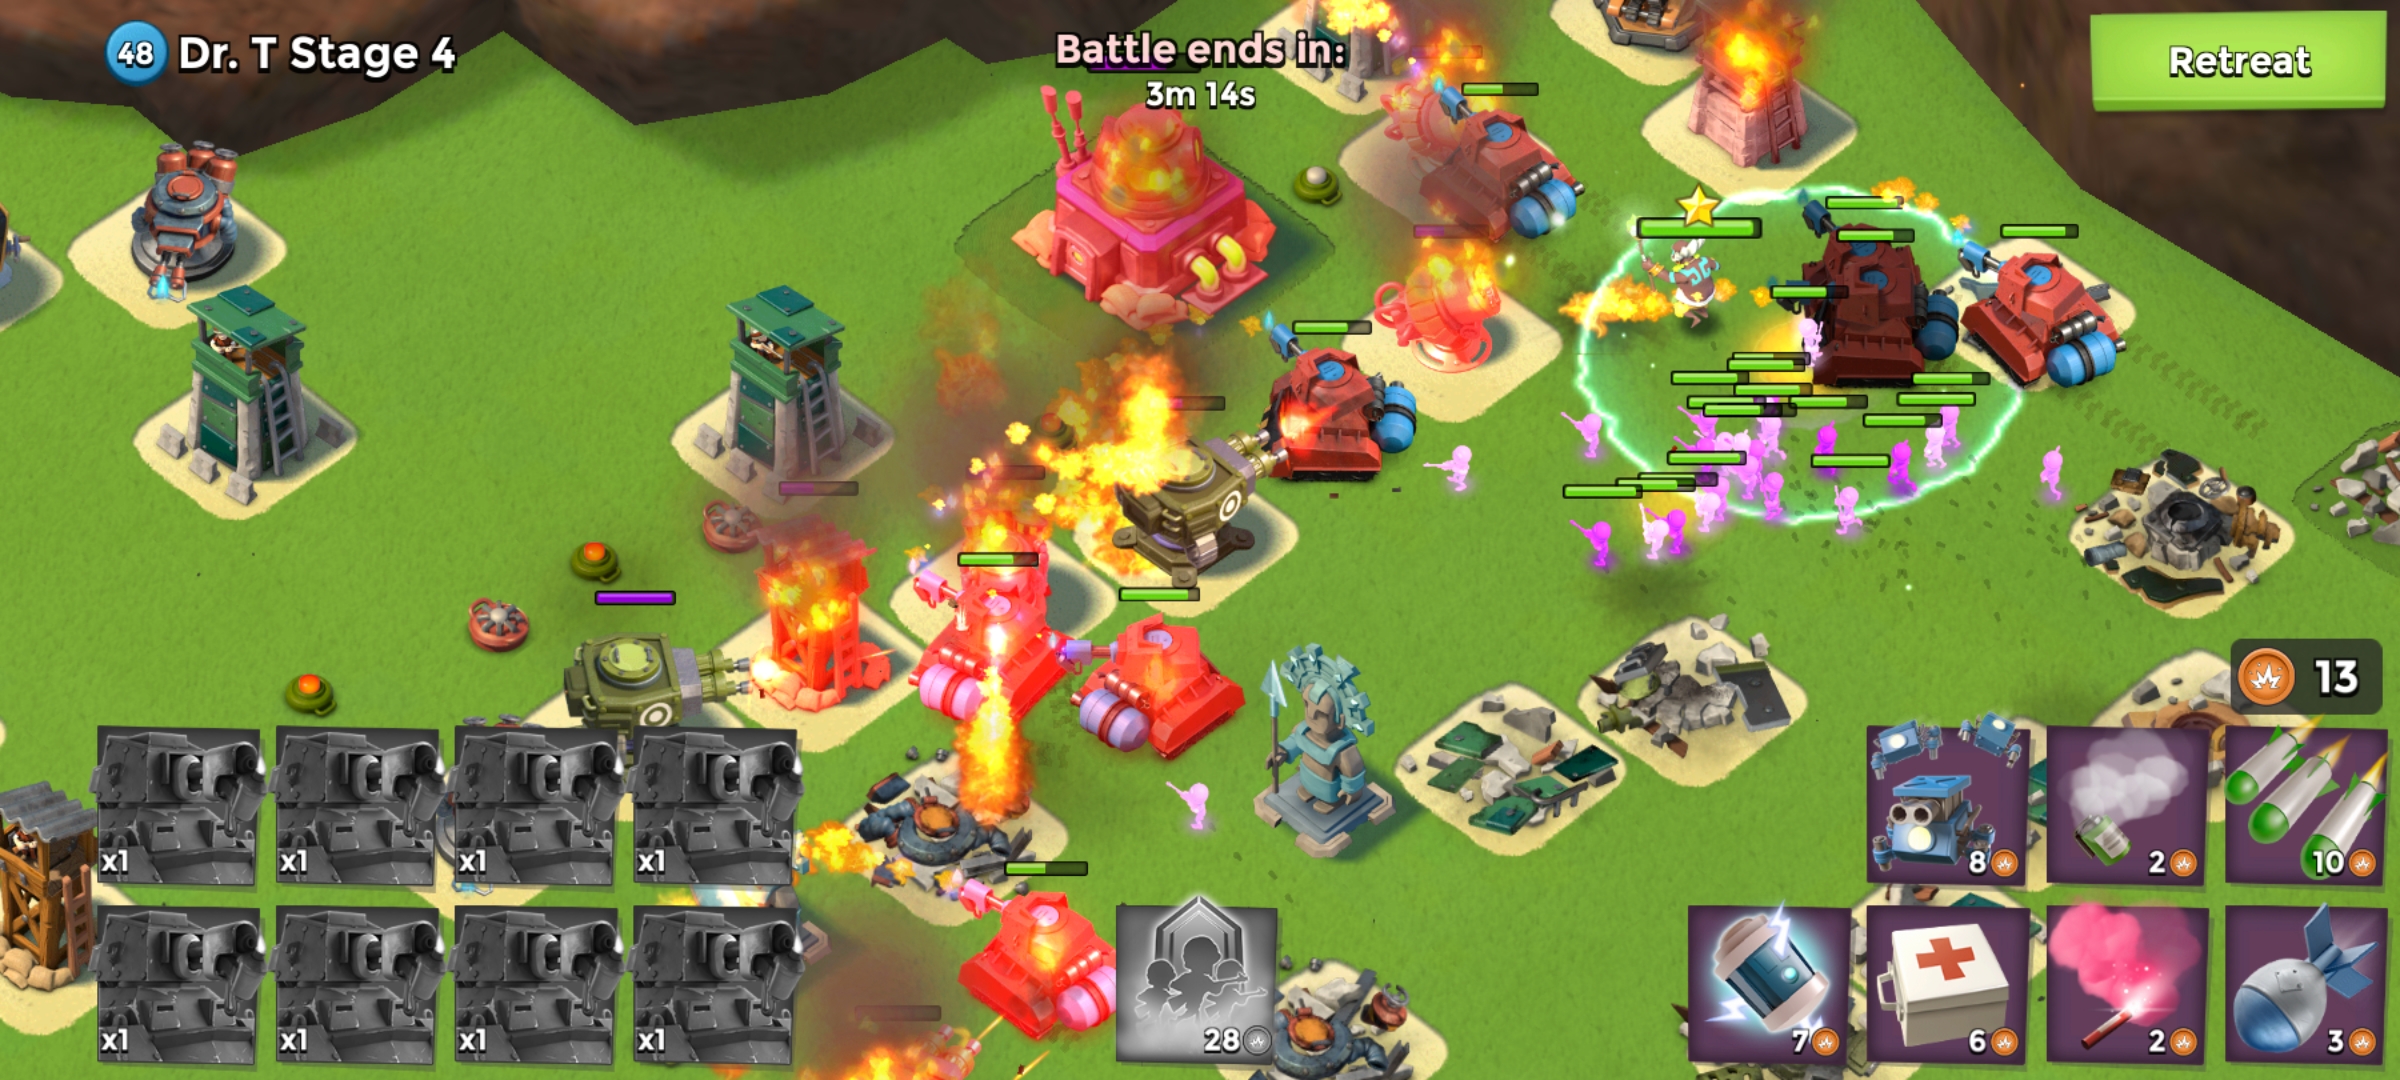 48 Dr. T Stage 4
Battle ends in:
3m 14s
Retreat
13
8
2
10
x1
x1
x1
x1
x1
x1
x1
x1
28
7
6
2
3